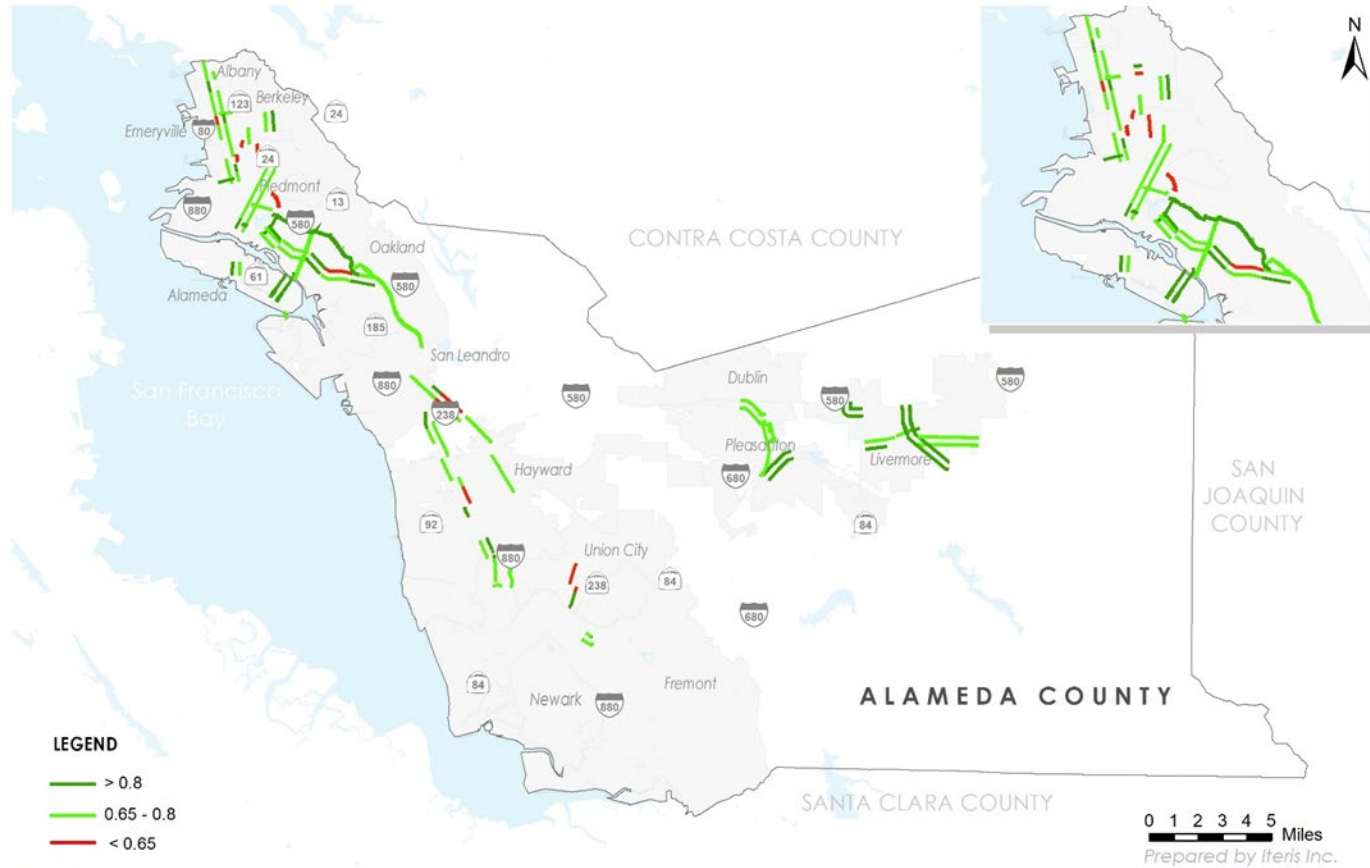 N
Albany
123
Berkeley
24
Emeryville
80
24
Piedmont
880
13
580
Oakland
CONTRA COSTA COUNTY
61
580
Alameda
185
San Leandro
880
580
Dublin
580
580
San Francisco
Bay
238
Pleasanton
Livermore
Hayward
680
SAN
JOAQUIN
COUNTY
92
84
880
Union City
238
84
680
84
Newark
880
Fremont
ALAMEDA COUNTY
LEGEND
> 0.8
0.65 - 0.8
< 0.65
SANTA CLARA COUNTY
0 1 2 3 4 5
Miles
Prepared by Iteris Inc.